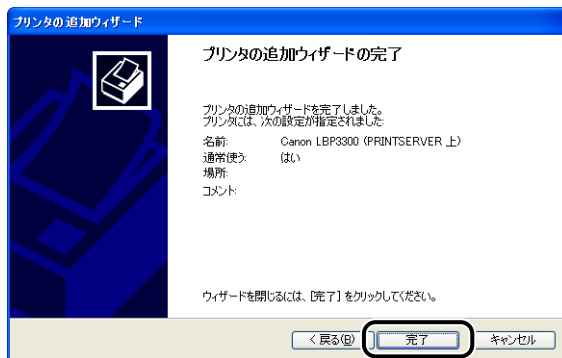 プリンタの追加ウィザード
プリンタの追加ウィザードの完了
プリンタの追加ウィザードを完了しました。
プリンタには、次の設定が指定されました:
名前: Canon LBP3300 (PRINTSERVER 上)
通常使う: はい
場所:
コメント:
ウィザードを閉じるには、[完了] をクリックしてください。
< 戻る(B) 完了 キャンセル